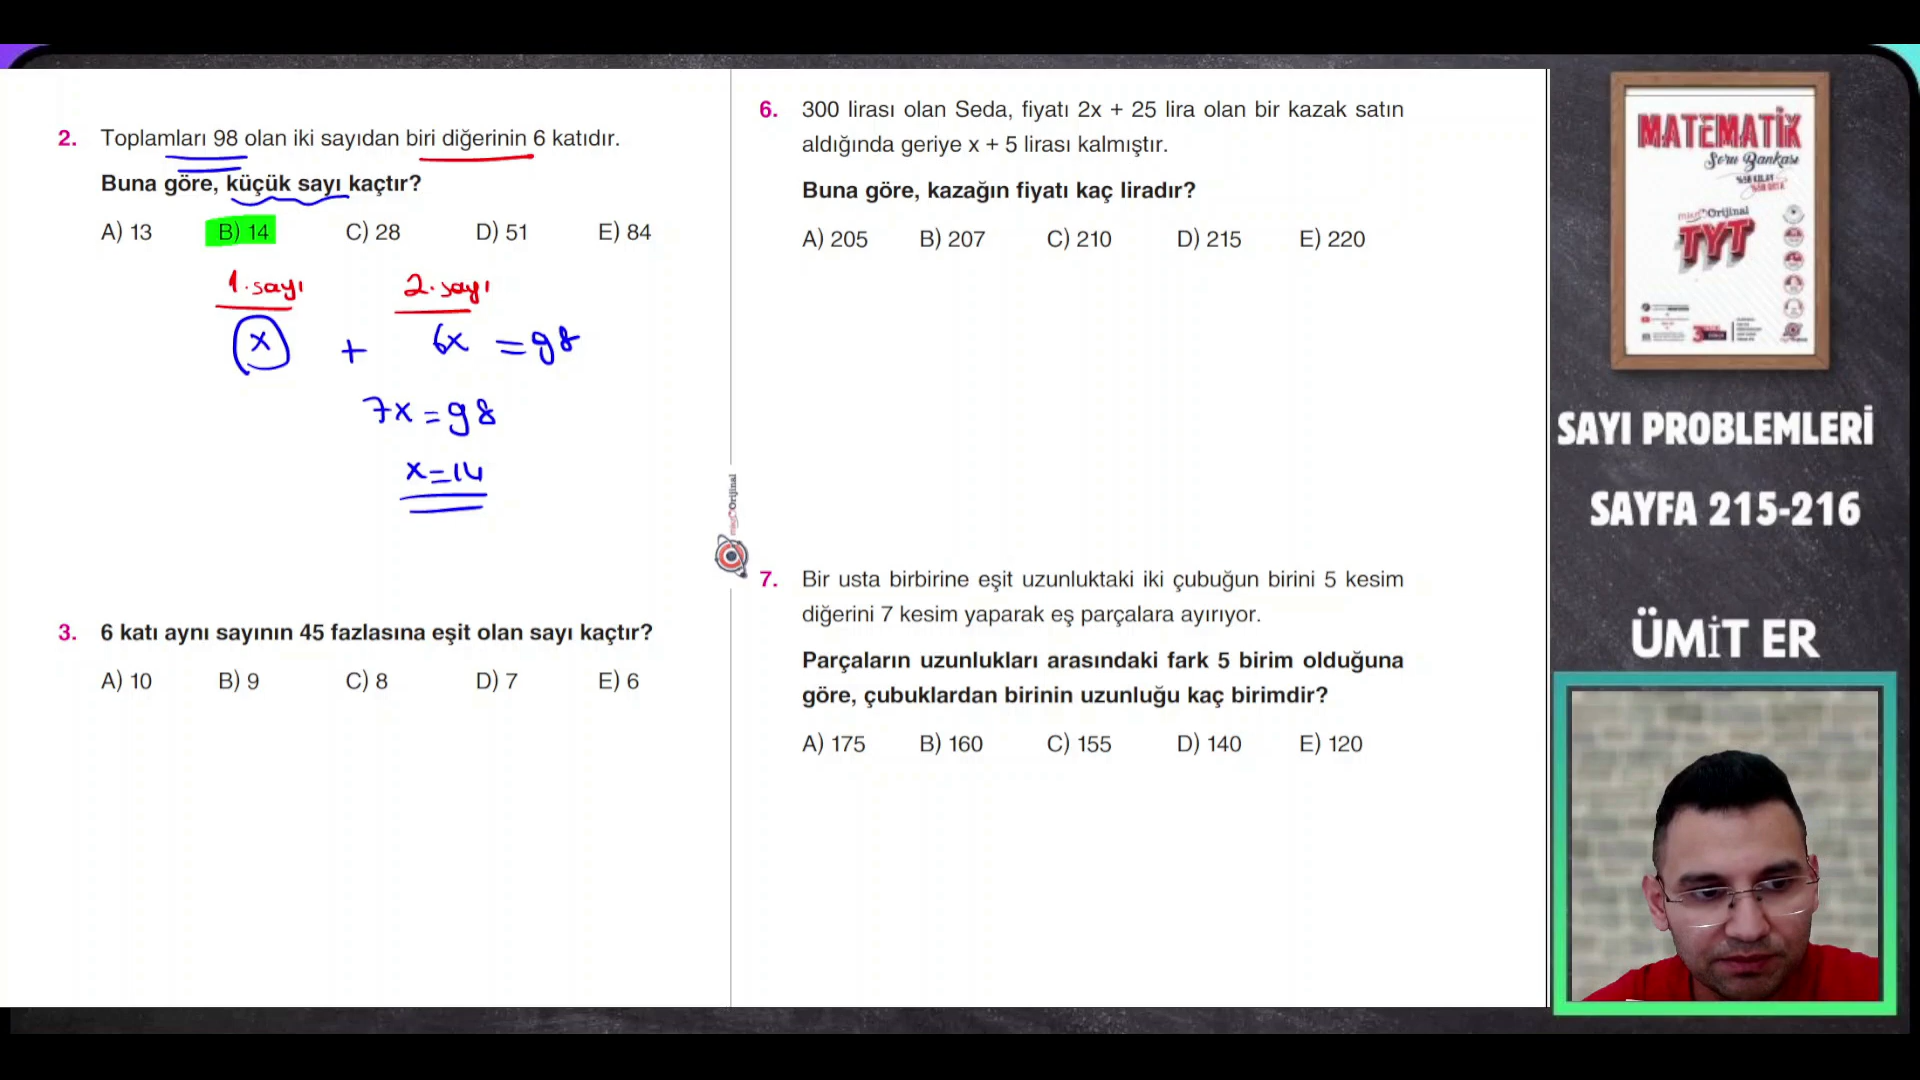 2. Toplamları 98 olan iki sayıdan biri diğerinin 6 katıdır.
Buna göre, küçük sayı kaçtır?
A) 13 B) 14 C) 28 D) 51 E) 84
1. sayı 2. sayı
x + 6x = 98
7x = 98
x = 14
3. 6 katı aynı sayının 45 fazlasına eşit olan sayı kaçtır?
A) 10 B) 9 C) 8 D) 7 E) 6
Orijinal
6. 300 lirası olan Seda, fiyatı 2x + 25 lira olan bir kazak satın
aldığında geriye x + 5 lirası kalmıştır.
Buna göre, kazağın fiyatı kaç liradır?
A) 205 B) 207 C) 210 D) 215 E) 220
7. Bir usta birbirine eşit uzunluktaki iki çubuğun birini 5 kesim
diğerini 7 kesim yaparak eş parçalara ayırıyor.
Parçaların uzunlukları arasındaki fark 5 birim olduğuna
göre, çubuklardan birinin uzunluğu kaç birimdir?
A) 175 B) 160 C) 155 D) 140 E) 120
MATEMATİK
Soru Bankası
Orijinal
TYT
SAYI PROBLEMLERİ
SAYFA 215-216
ÜMİT ER